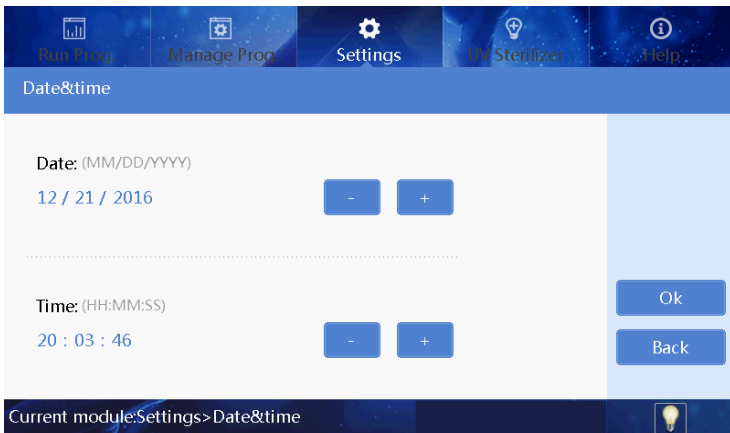 Run Prog.
Manage Prog.
Settings
UV Sterilizer
Help
Date&time
Date: (MM/DD/YYYY)
12 / 21 / 2016
- +
Time: (HH:MM:SS)
20 : 03 : 46
- +
Ok
Back
Current module:Settings>Date&time